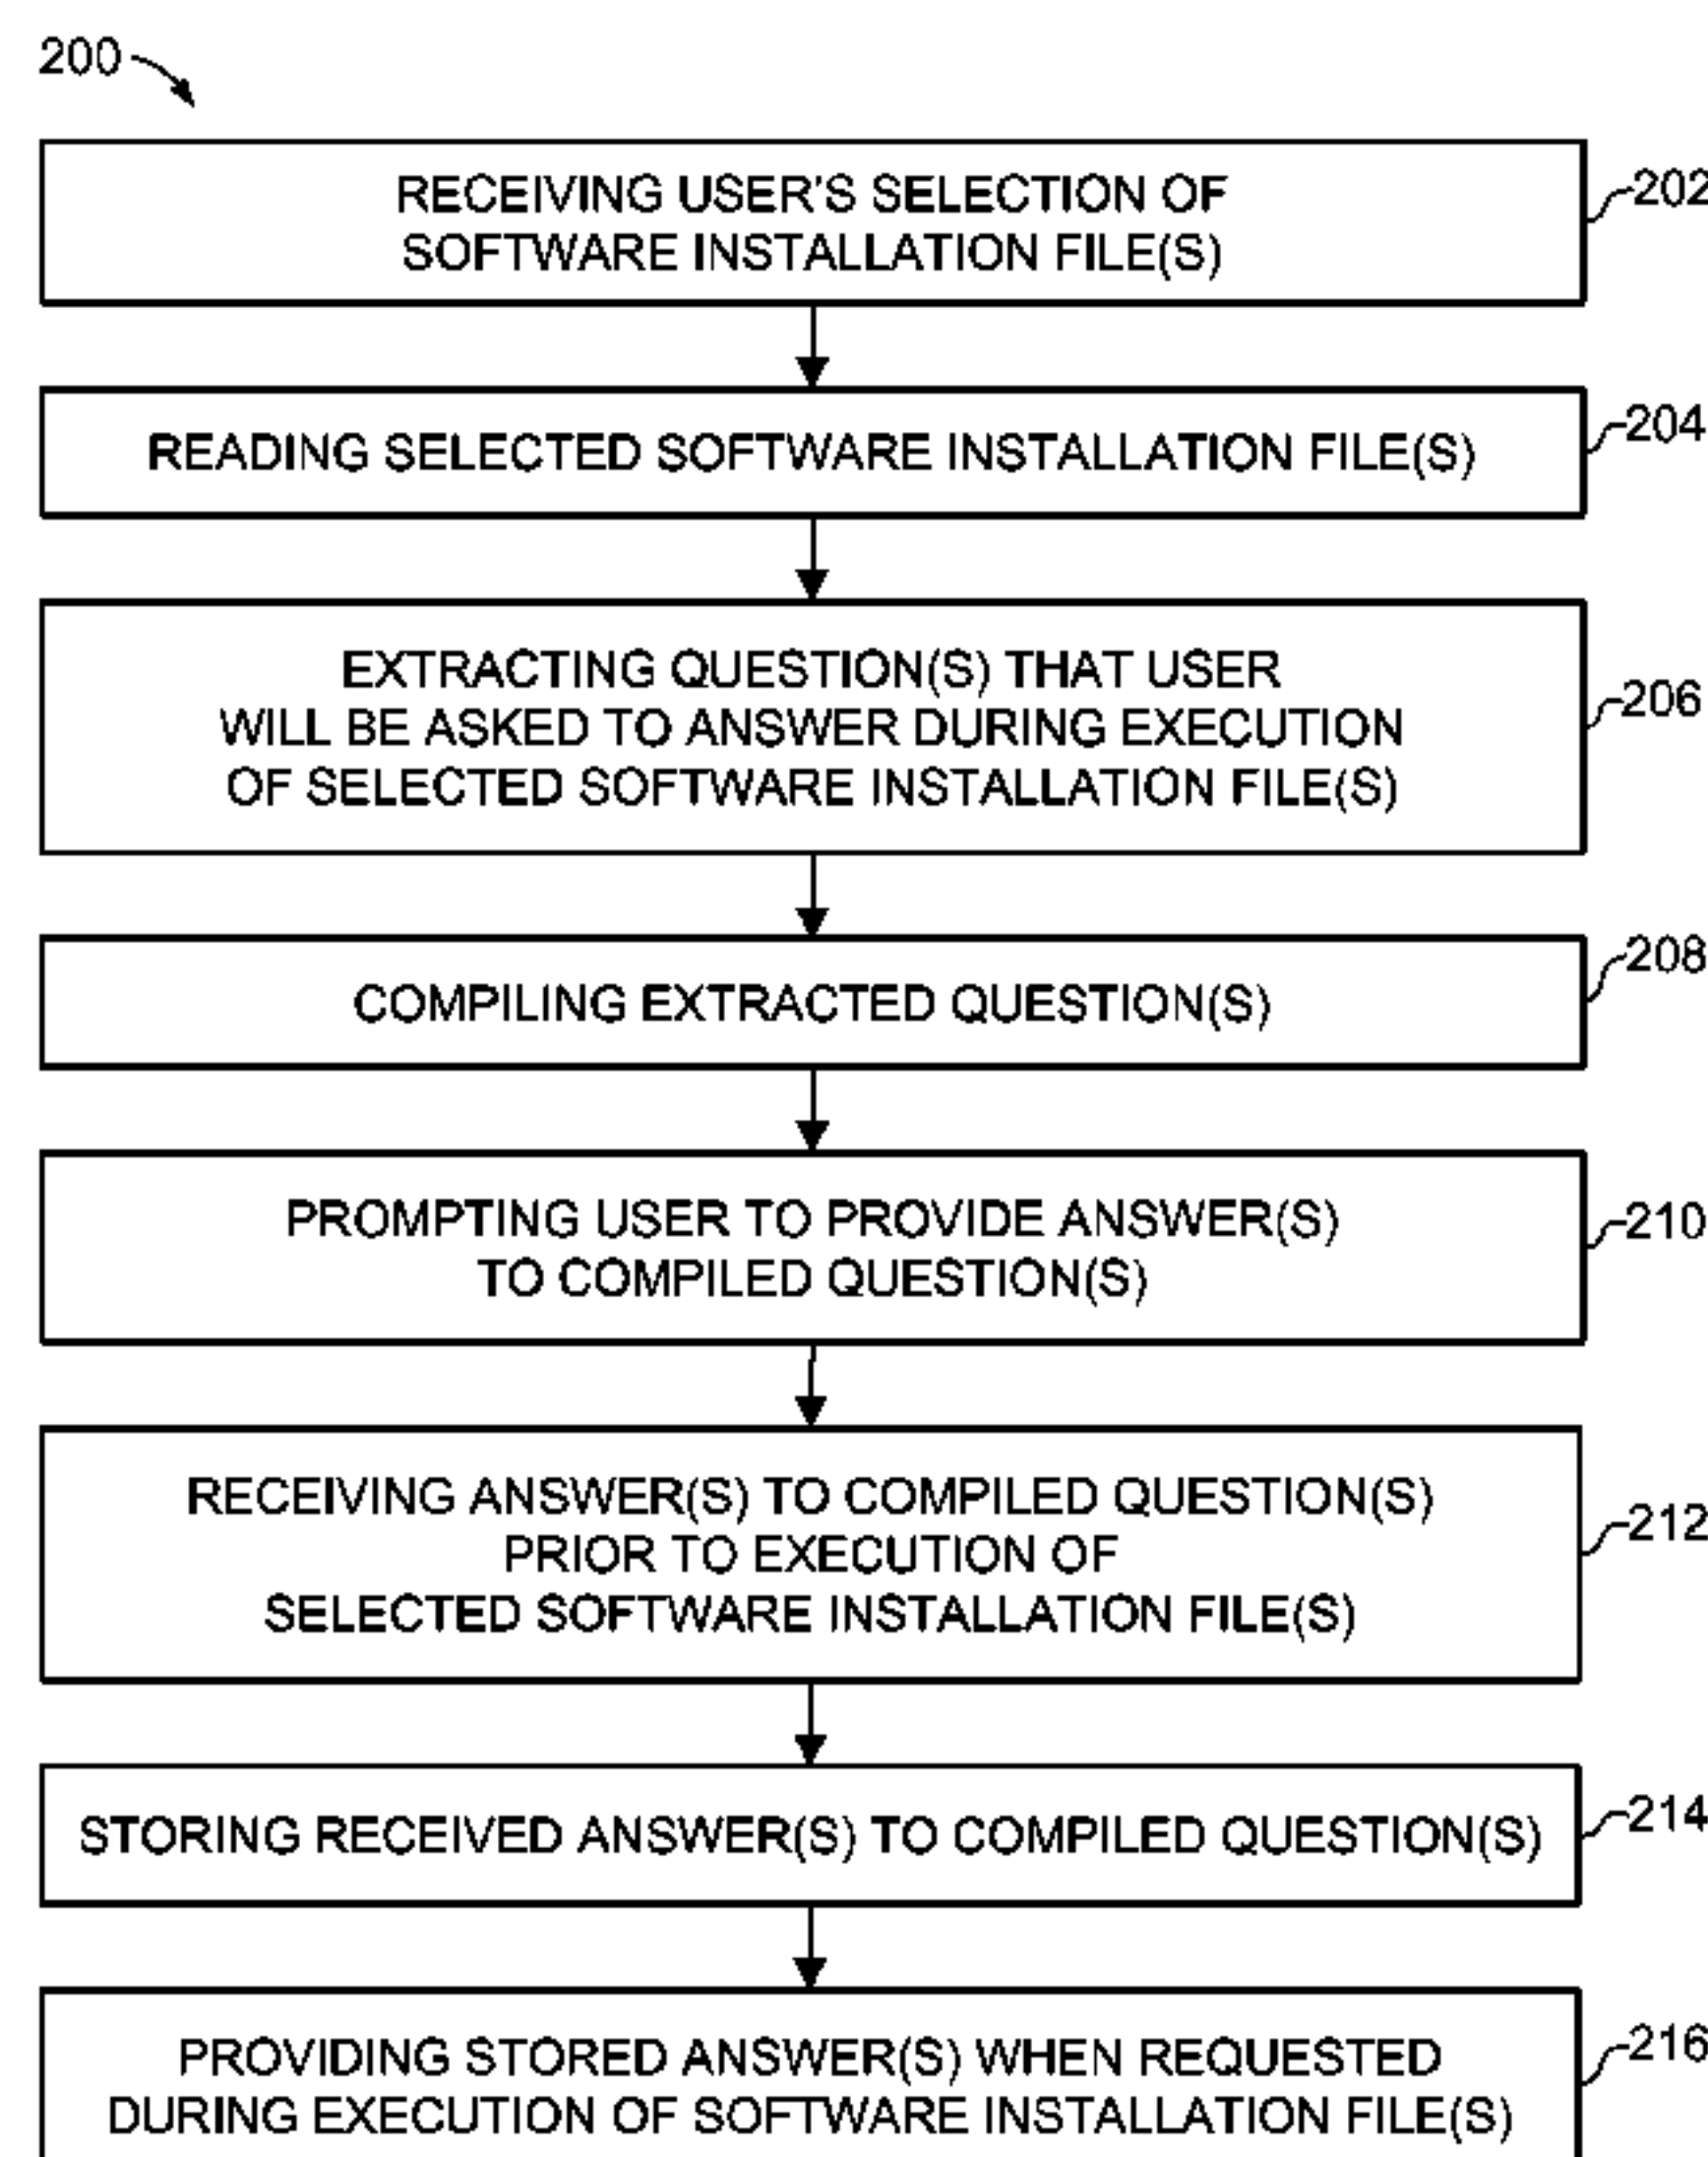 200
RECEIVING USER'S SELECTION OF
SOFTWARE INSTALLATION FILE(S)
202
READING SELECTED SOFTWARE INSTALLATION FILE(S)
204
EXTRACTING QUESTION(S) THAT USER
WILL BE ASKED TO ANSWER DURING EXECUTION
OF SELECTED SOFTWARE INSTALLATION FILE(S)
206
COMPILING EXTRACTED QUESTION(S)
208
PROMPTING USER TO PROVIDE ANSWER(S)
TO COMPILED QUESTION(S)
210
RECEIVING ANSWER(S) TO COMPILED QUESTION(S)
PRIOR TO EXECUTION OF
SELECTED SOFTWARE INSTALLATION FILE(S)
212
STORING RECEIVED ANSWER(S) TO COMPILED QUESTION(S)
214
PROVIDING STORED ANSWER(S) WHEN REQUESTED
DURING EXECUTION OF SOFTWARE INSTALLATION FILE(S)
216